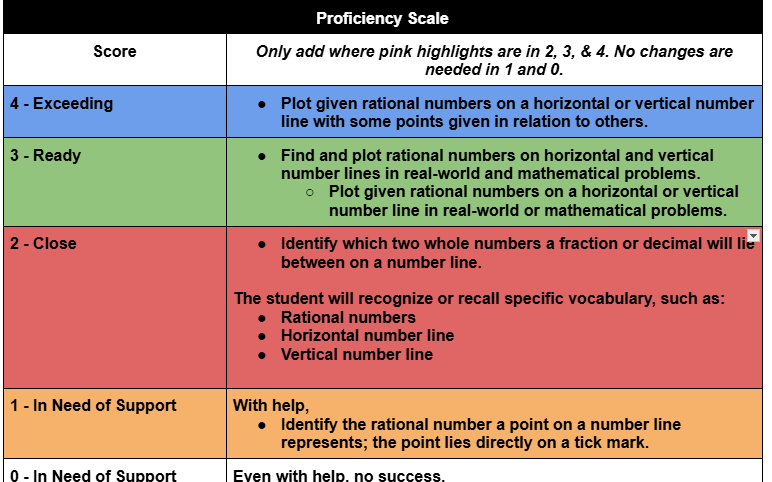 Proficiency Scale
Score
Only add where pink highlights are in 2, 3, & 4. No changes are
needed in 1 and 0.
4 - Exceeding
● Plot given rational numbers on a horizontal or vertical number
line with some points given in relation to others.
3 - Ready
● Find and plot rational numbers on horizontal and vertical
number lines in real-world and mathematical problems.
○ Plot given rational numbers on a horizontal or vertical
number line in real-world or mathematical problems.
2 - Close
● Identify which two whole numbers a fraction or decimal will lie
between on a number line.
The student will recognize or recall specific vocabulary, such as:
● Rational numbers
● Horizontal number line
● Vertical number line
1 - In Need of Support
With help,
● Identify the rational number a point on a number line
represents; the point lies directly on a tick mark.
0 - In Need of Support
Even with help, no success.